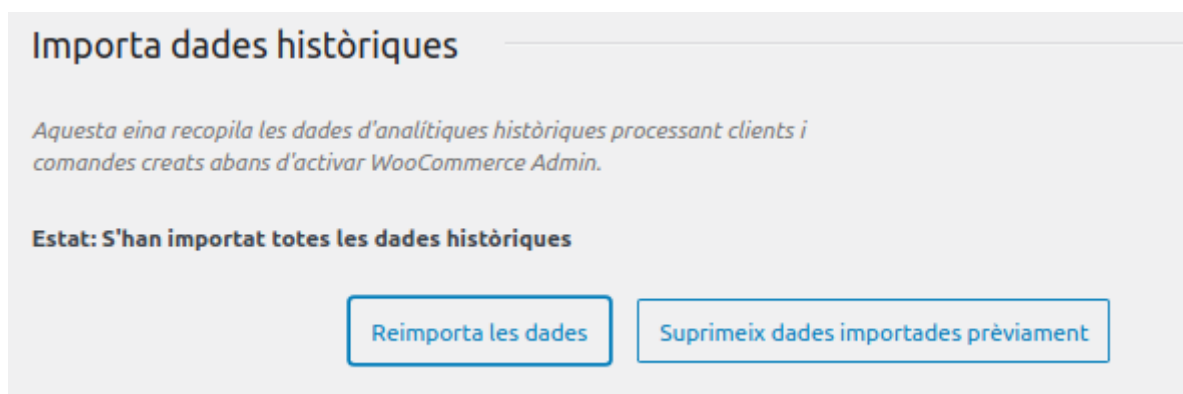 Importa dades històriques
Aquesta eina recopila les dades d'analítiques històriques processant clients i
comandes creats abans d'activar WooCommerce Admin.
Estat: S'han importat totes les dades històriques
Reimporta les dades
Suprimeix dades importades prèviament